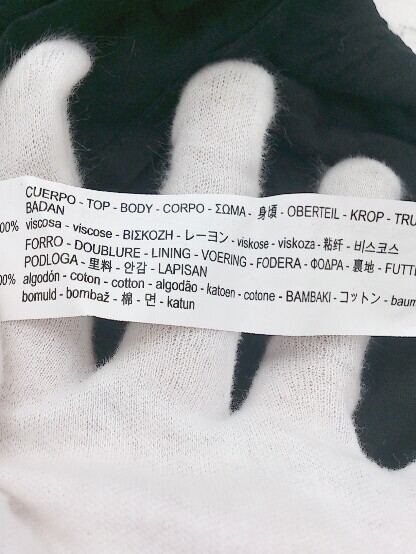 CUERPO - TOP - BODY - CORPO - ΣΩΜΑ - 身頃 - OBERTEIL - KROP - TRU
BADAN
00% viscosa - viscose - ΒΙΣΚΟΖΗ - レーヨン - viskose - viskoza - 粘纤 - 비스코스
FORRO - DOUBLURE - LINING - VOERING - FODERA - ΦΟΔΡΑ - 裏地 - FUTTE
PODLOGA - 里料 - 안감 - LAPISAN
00% algodón - coton - cotton - algodão - katoen - cotone - ΒΑΜΒΑΚΙ - コットン - baum
bomuld - bombaž - 棉 - 면 - katun